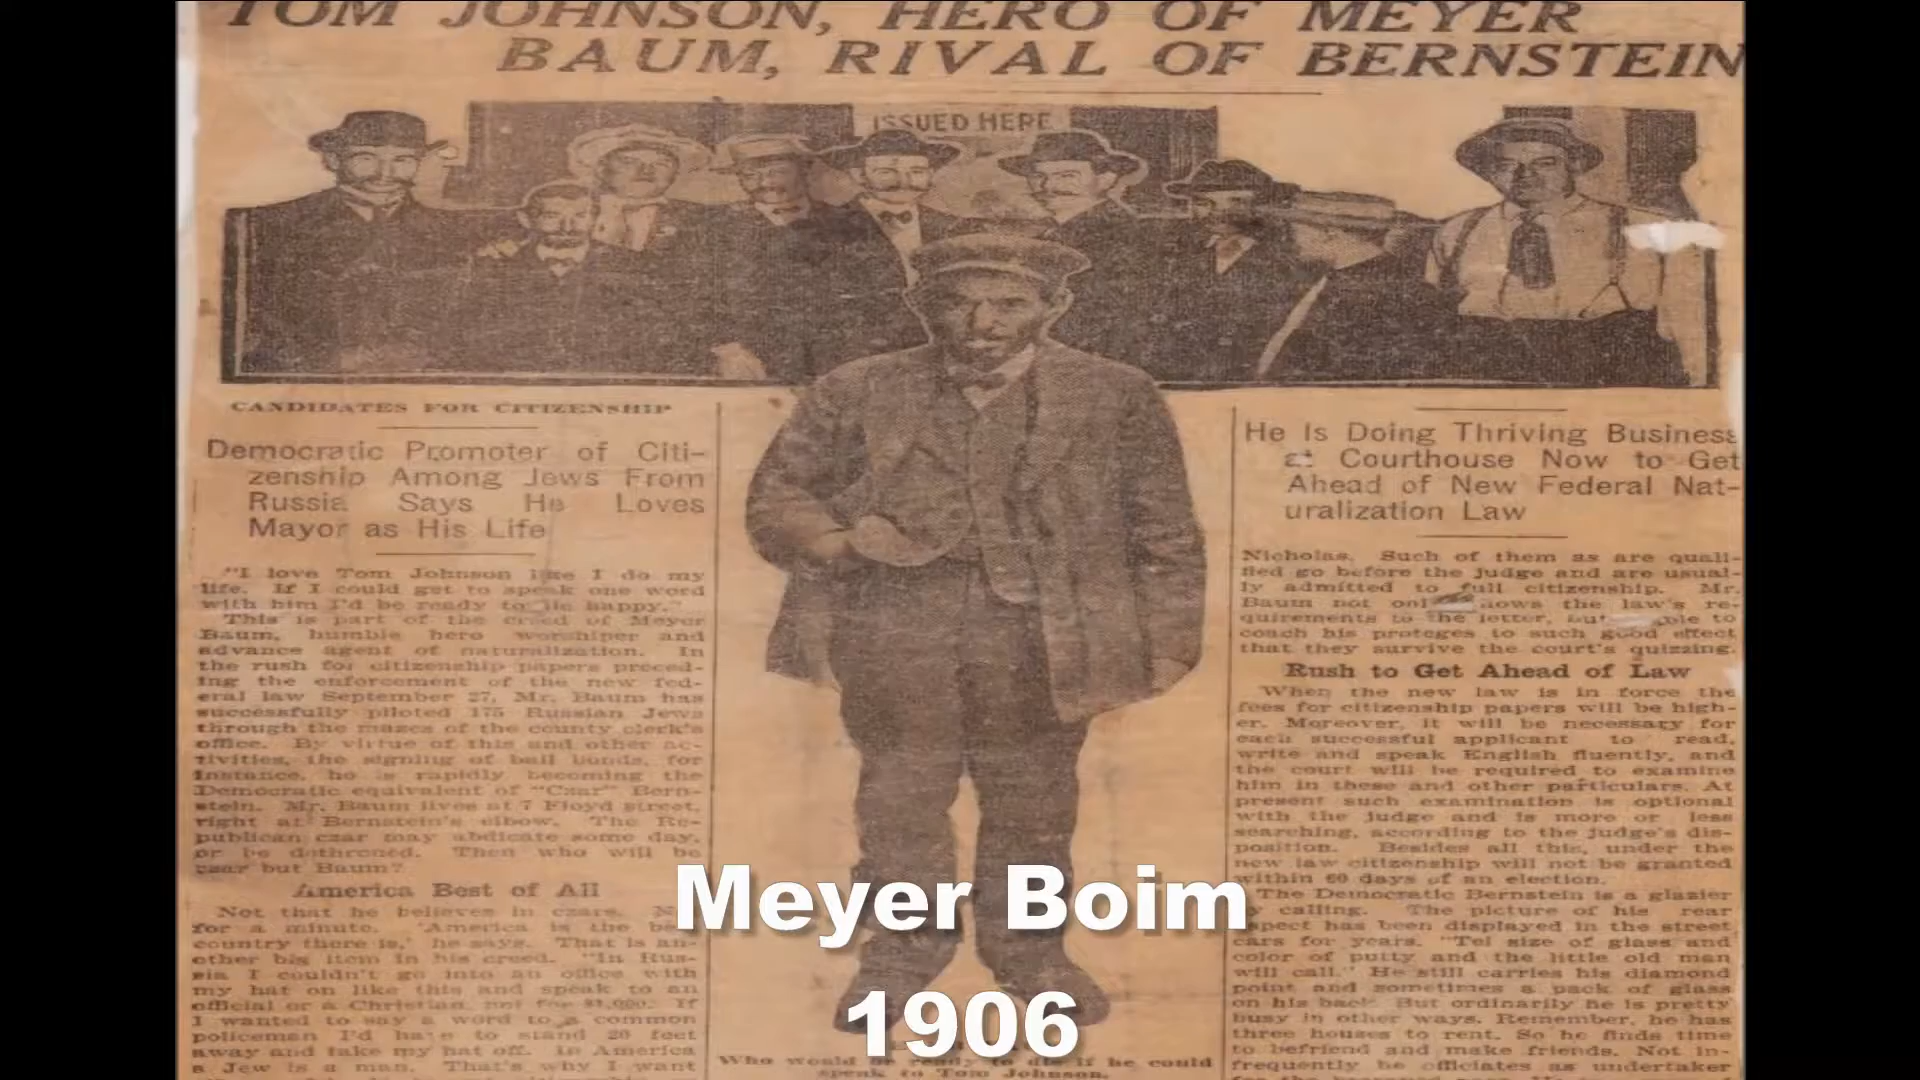 TOM JOHNSON, HERO OF MEYER
BAUM, RIVAL OF BERNSTEIN
ISSUED HERE
CANDIDATES FOR CITIZENSHIP
Democratic Promoter of Citi-
zenship Among Jews From
Russia Says He Loves
Mayor as His Life
"I love Tom Johnson like I do my
life. If I could get to speak one word
with him I'd be ready to die happy."
This is part of the creed of Meyer
Baum, humble hero worshiper and
advance agent of naturalization. In
the rush for citizenship papers preced-
ing the enforcement of the new fed-
eral law September 27, Mr. Baum has
successfully piloted 175 Russian Jews
through the mazes of the county clerk's
office. By virtue of this and other ac-
tivities, the signing of bail bonds, for
instance, he is rapidly becoming the
Democratic equivalent of "Czar" Bern-
stein. Mr. Baum lives at 7 Floyd street,
right at Bernstein's elbow. The Re-
publican czar may abdicate some day,
or be dethroned. Then who will be
czar but Baum?
America Best of All
Not that he believes in czars.
for a minute. "America is the
country there is," he says. That is an-
other big item in his creed. "In Rus-
sia I couldn't go into an office with
my hat on like this and speak to an
official or a Christian, not for $1,000. If
I wanted to say a word to a common
policeman I'd have to stand 20 feet
away and take my hat off. In America
a Jew is a man. That's why I want
He Is Doing Thriving Business
at Courthouse Now to Get
Ahead of New Federal Nat-
uralization Law
Nicholas. Such of them as are quali-
fied go before the judge and are usual-
ly admitted to full citizenship. Mr.
Baum not only knows the law's re-
quirements to the letter, but able to
coach his proteges to such good effect
that they survive the court's quizzing.
Rush to Get Ahead of Law
When the new law is in force the
fees for citizenship papers will be high-
er. Moreover, it will be necessary for
each successful applicant to read,
write and speak English fluently, and
the court will be required to examine
him in these and other particulars. At
present such examination is optional
with the judge and is more or less
searching, according to the judge's dis-
position. Besides all this, under the
new law citizenship will not be granted
within 60 days of an election.
The Democratic Bernstein is a glazier
by calling. The picture of his rear
aspect has been displayed in the street
cars for years. "Tel size of glass and
color of putty and the little old man
will call." He still carries his diamond
point and sometimes a pack of glass
on his back. But ordinarily he is pretty
busy in other ways. Remember, he has
three houses to rent. So he finds time
to befriend and make friends. Not in-
frequently he officiates as undertaker
Who would be ready to die if he could
speak to Tom Johnson.
Meyer Boim
1906